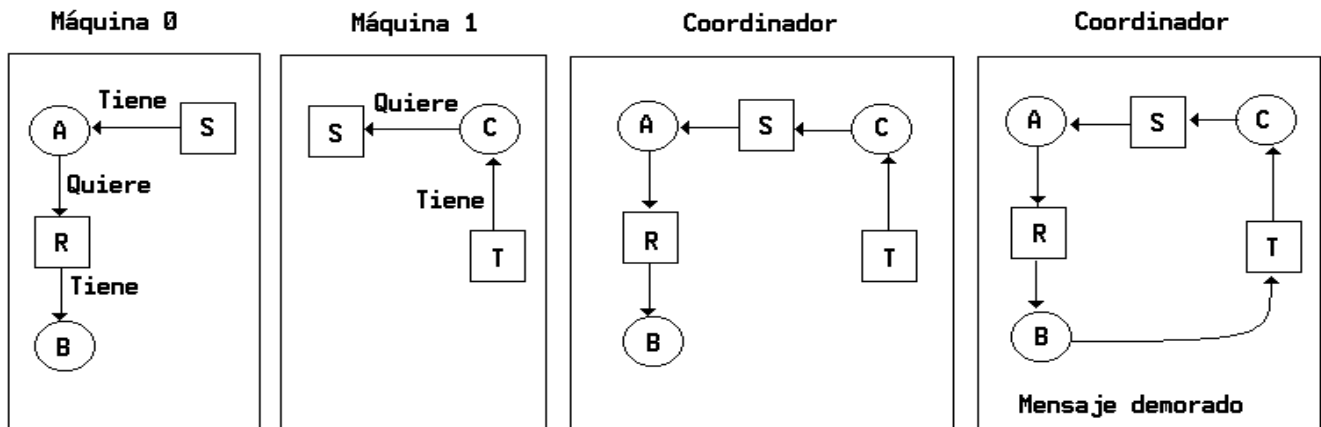 Máquina 0
Máquina 1
Coordinador
Coordinador
Tiene
A
S
Quiere
R
Tiene
B
Quiere
S
C
Tiene
T
A
S
C
R
T
B
A
S
C
R
T
B
Mensaje demorado